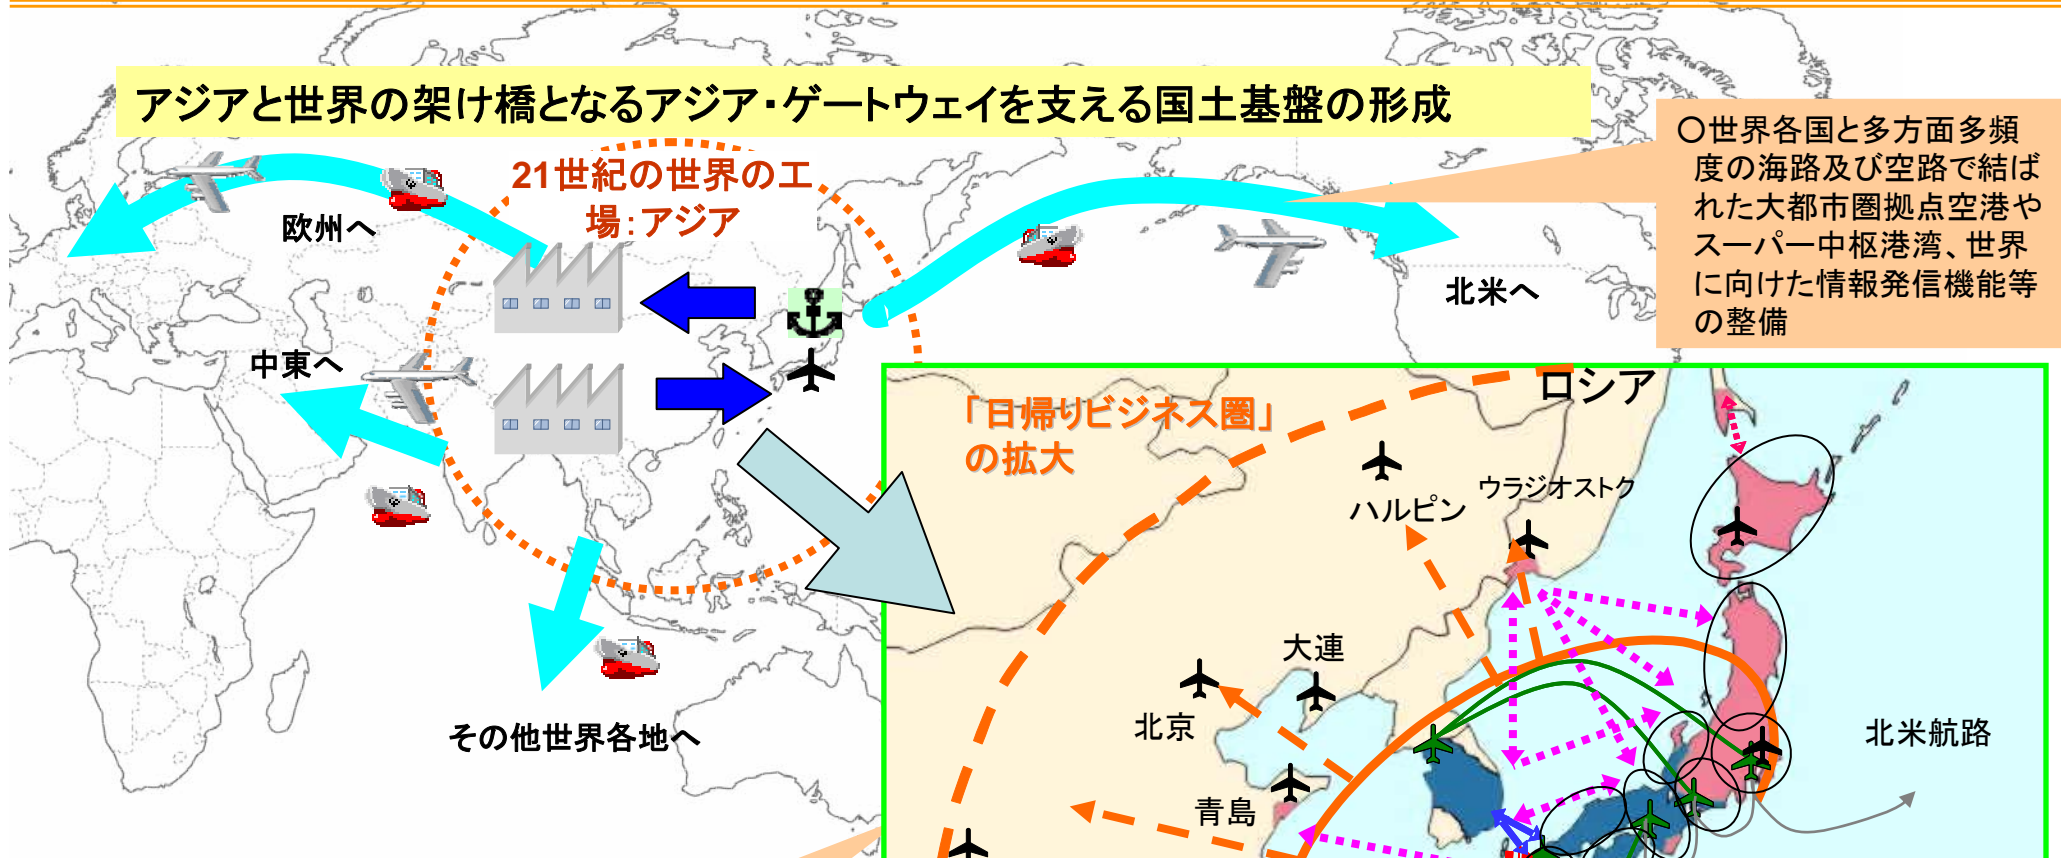 アジアと世界の架け橋となるアジア・ゲートウェイを支える国土基盤の形成
〇世界各国と多方面多頻
度の海路及び空路で結ば
れた大都市圏拠点空港や
スーパー中枢港湾、世界
に向けた情報発信機能等
の整備
21世紀の世界の工
場：アジア
欧州へ
北米へ
中東へ
その他世界各地へ
「日帰りビジネス圏」
の拡大
ロシア
ハルピン
ウラジオストク
大連
北京
青島
北米航路